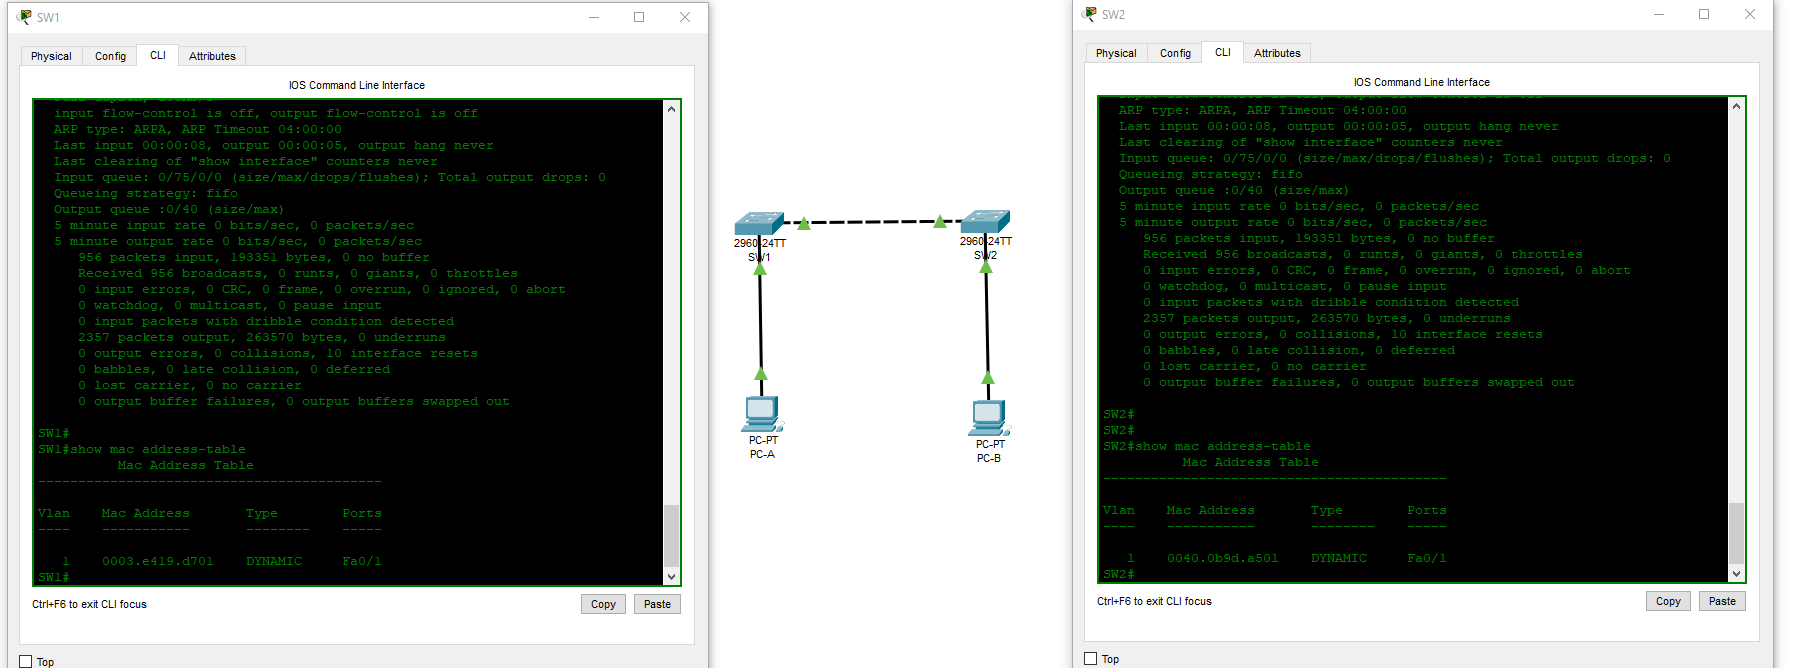 SW1
Physical
Config
CLI
Attributes
IOS Command Line Interface
input flow-control is off, output flow-control is off
ARP type: ARPA, ARP Timeout 04:00:00
Last input 00:00:08, output 00:00:05, output hang never
Last clearing of "show interface" counters never
Input queue: 0/75/0/0 (size/max/drops/flushes); Total output drops: 0
Queueing strategy: fifo
Output queue :0/40 (size/max)
5 minute input rate 0 bits/sec, 0 packets/sec
5 minute output rate 0 bits/sec, 0 packets/sec
956 packets input, 193351 bytes, 0 no buffer
Received 956 broadcasts, 0 runts, 0 giants, 0 throttles
0 input errors, 0 CRC, 0 frame, 0 overrun, 0 ignored, 0 abort
0 watchdog, 0 multicast, 0 pause input
0 input packets with dribble condition detected
2357 packets output, 263570 bytes, 0 underruns
0 output errors, 0 collisions, 10 interface resets
0 babbles, 0 late collision, 0 deferred
0 lost carrier, 0 no carrier
0 output buffer failures, 0 output buffers swapped out
SW1#
SW1#show mac address-table
Mac Address Table
-------------------------------------------
Vlan    Mac Address       Type        Ports
----    -----------       --------    -----
1    0003.e419.d701    DYNAMIC     Fa0/1
SW1#
Ctrl+F6 to exit CLI focus
Copy
Paste
Top
2960-24TT
SW1
2960-24TT
SW2
PC-PT
PC-A
PC-PT
PC-B
SW2
Physical
Config
CLI
Attributes
IOS Command Line Interface
ARP type: ARPA, ARP Timeout 04:00:00
Last input 00:00:08, output 00:00:05, output hang never
Last clearing of "show interface" counters never
Input queue: 0/75/0/0 (size/max/drops/flushes); Total output drops: 0
Queueing strategy: fifo
Output queue :0/40 (size/max)
5 minute input rate 0 bits/sec, 0 packets/sec
5 minute output rate 0 bits/sec, 0 packets/sec
956 packets input, 193351 bytes, 0 no buffer
Received 956 broadcasts, 0 runts, 0 giants, 0 throttles
0 input errors, 0 CRC, 0 frame, 0 overrun, 0 ignored, 0 abort
0 watchdog, 0 multicast, 0 pause input
0 input packets with dribble condition detected
2357 packets output, 263570 bytes, 0 underruns
0 output errors, 0 collisions, 10 interface resets
0 babbles, 0 late collision, 0 deferred
0 lost carrier, 0 no carrier
0 output buffer failures, 0 output buffers swapped out
SW2#
SW2#
SW2#show mac address-table
Mac Address Table
-------------------------------------------
Vlan    Mac Address       Type        Ports
----    -----------       --------    -----
1    0040.0b9d.a501    DYNAMIC     Fa0/1
SW2#
Ctrl+F6 to exit CLI focus
Copy
Paste
Top